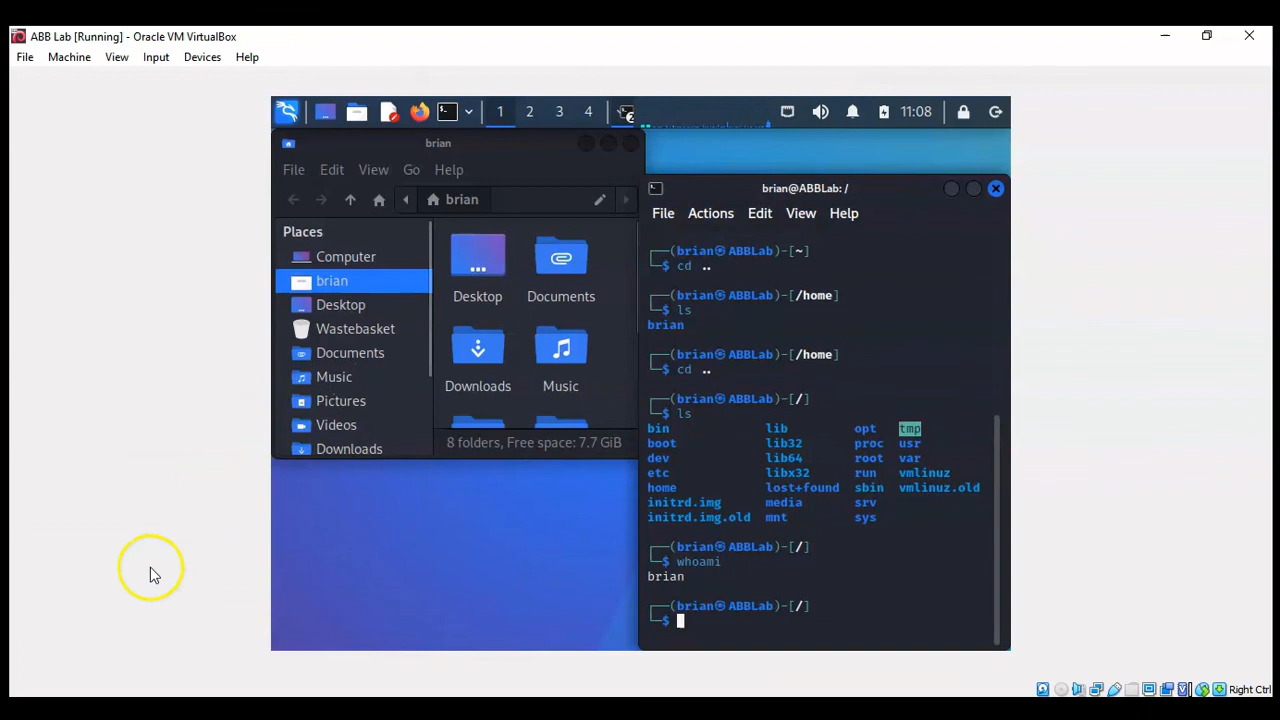 ABB Lab [Running] - Oracle VM VirtualBox
File Machine View Input Devices Help
1 2 3 4 2 11:08
brian
File Edit View Go Help
brian
Places
Computer
brian
Desktop
Wastebasket
Documents
Music
Pictures
Videos
Downloads
Desktop Documents
Downloads Music
8 folders, Free space: 7.7 GiB
brian@ABBLab: /
File Actions Edit View Help
┌──(brian㉿ABBLab)-[~]
└─$ cd ..
┌──(brian㉿ABBLab)-[/home]
└─$ ls
brian
┌──(brian㉿ABBLab)-[/home]
└─$ cd ..
┌──(brian㉿ABBLab)-[/]
└─$ ls
bin lib opt tmp
boot lib32 proc usr
dev lib64 root var
etc libx32 run vmlinuz
home lost+found sbin vmlinuz.old
initrd.img media srv
initrd.img.old mnt sys
┌──(brian㉿ABBLab)-[/]
└─$ whoami
brian
┌──(brian㉿ABBLab)-[/]
└─$
Right Ctrl